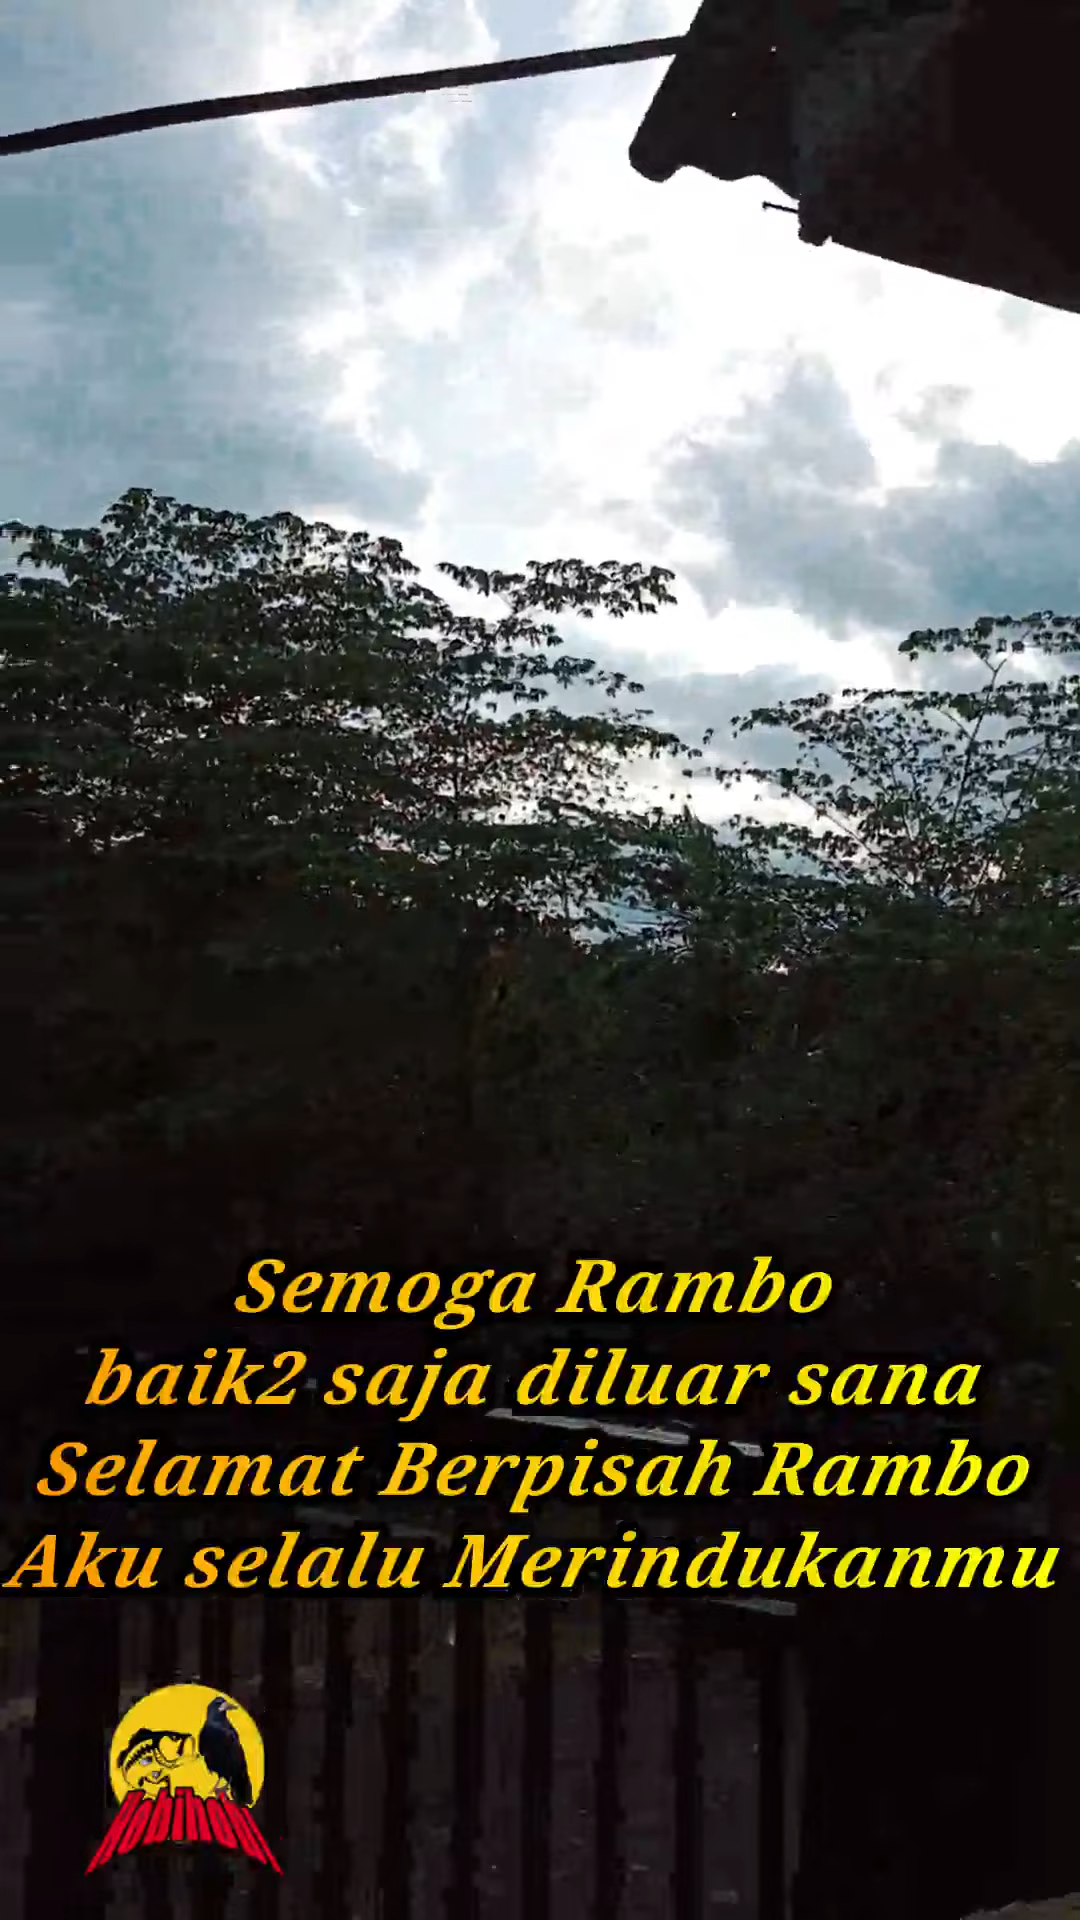 Semoga Rambo
baik2 saja diluar sana
Selamat Berpisah Rambo
Aku selalu Merindukanmu